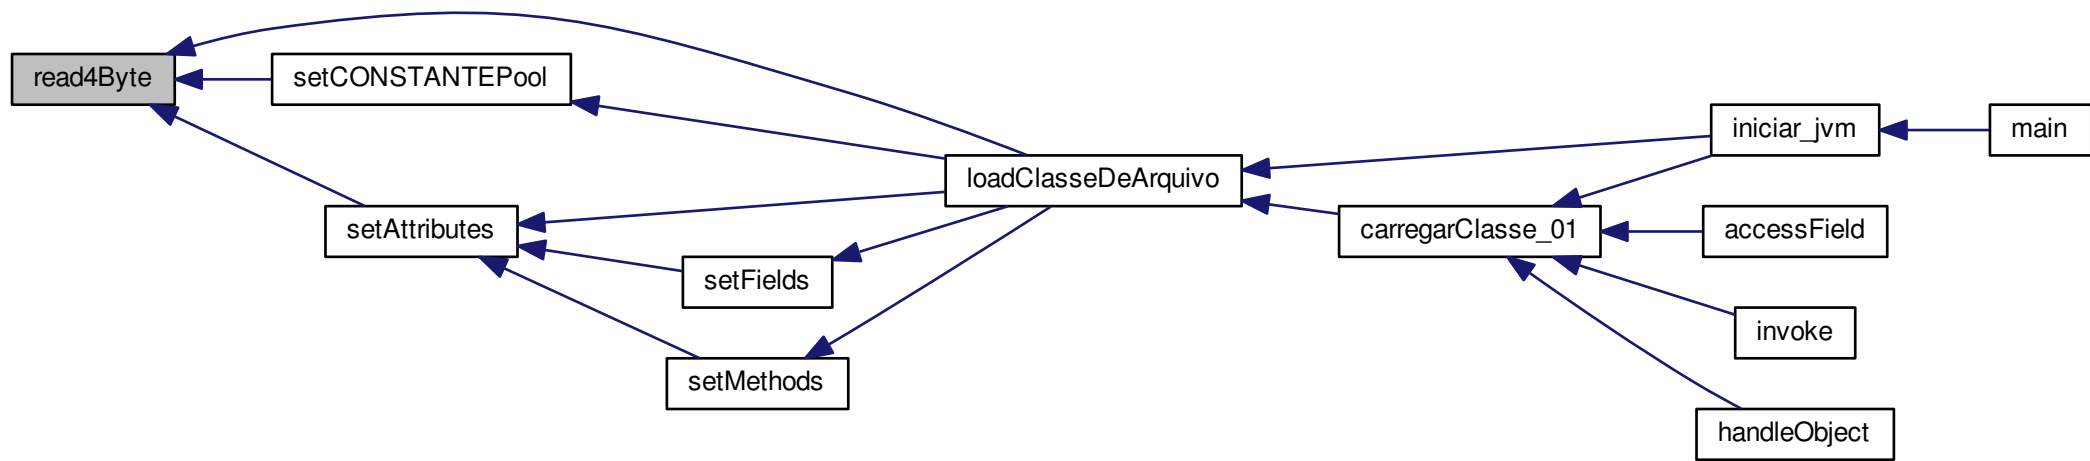 read4Byte
setCONSTANTEPool
setAttributes
setFields
setMethods
loadClasseDeArquivo
iniciar_jvm
main
carregarClasse_01
accessField
invoke
handleObject